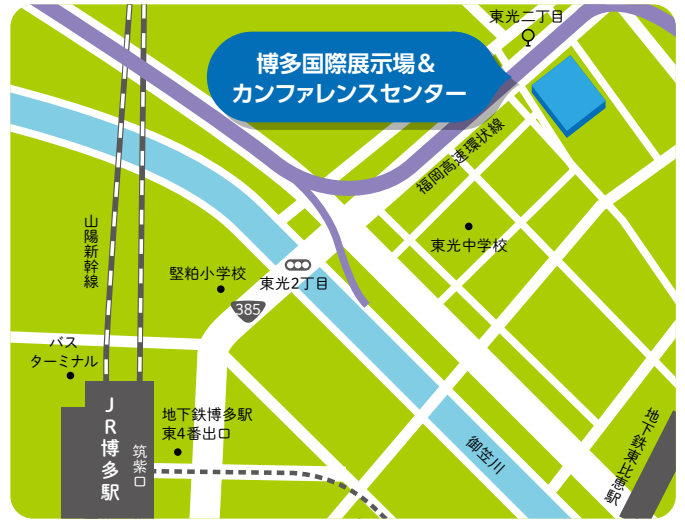 東光二丁目
博多国際展示場＆
カンファレンスセンター
福岡高速環状線
山陽新幹線
東光中学校
堅粕小学校
東光2丁目
385
バス
ターミナル
JR博多駅
筑紫口
地下鉄博多駅
東4番出口
御笠川
地下鉄東比恵駅